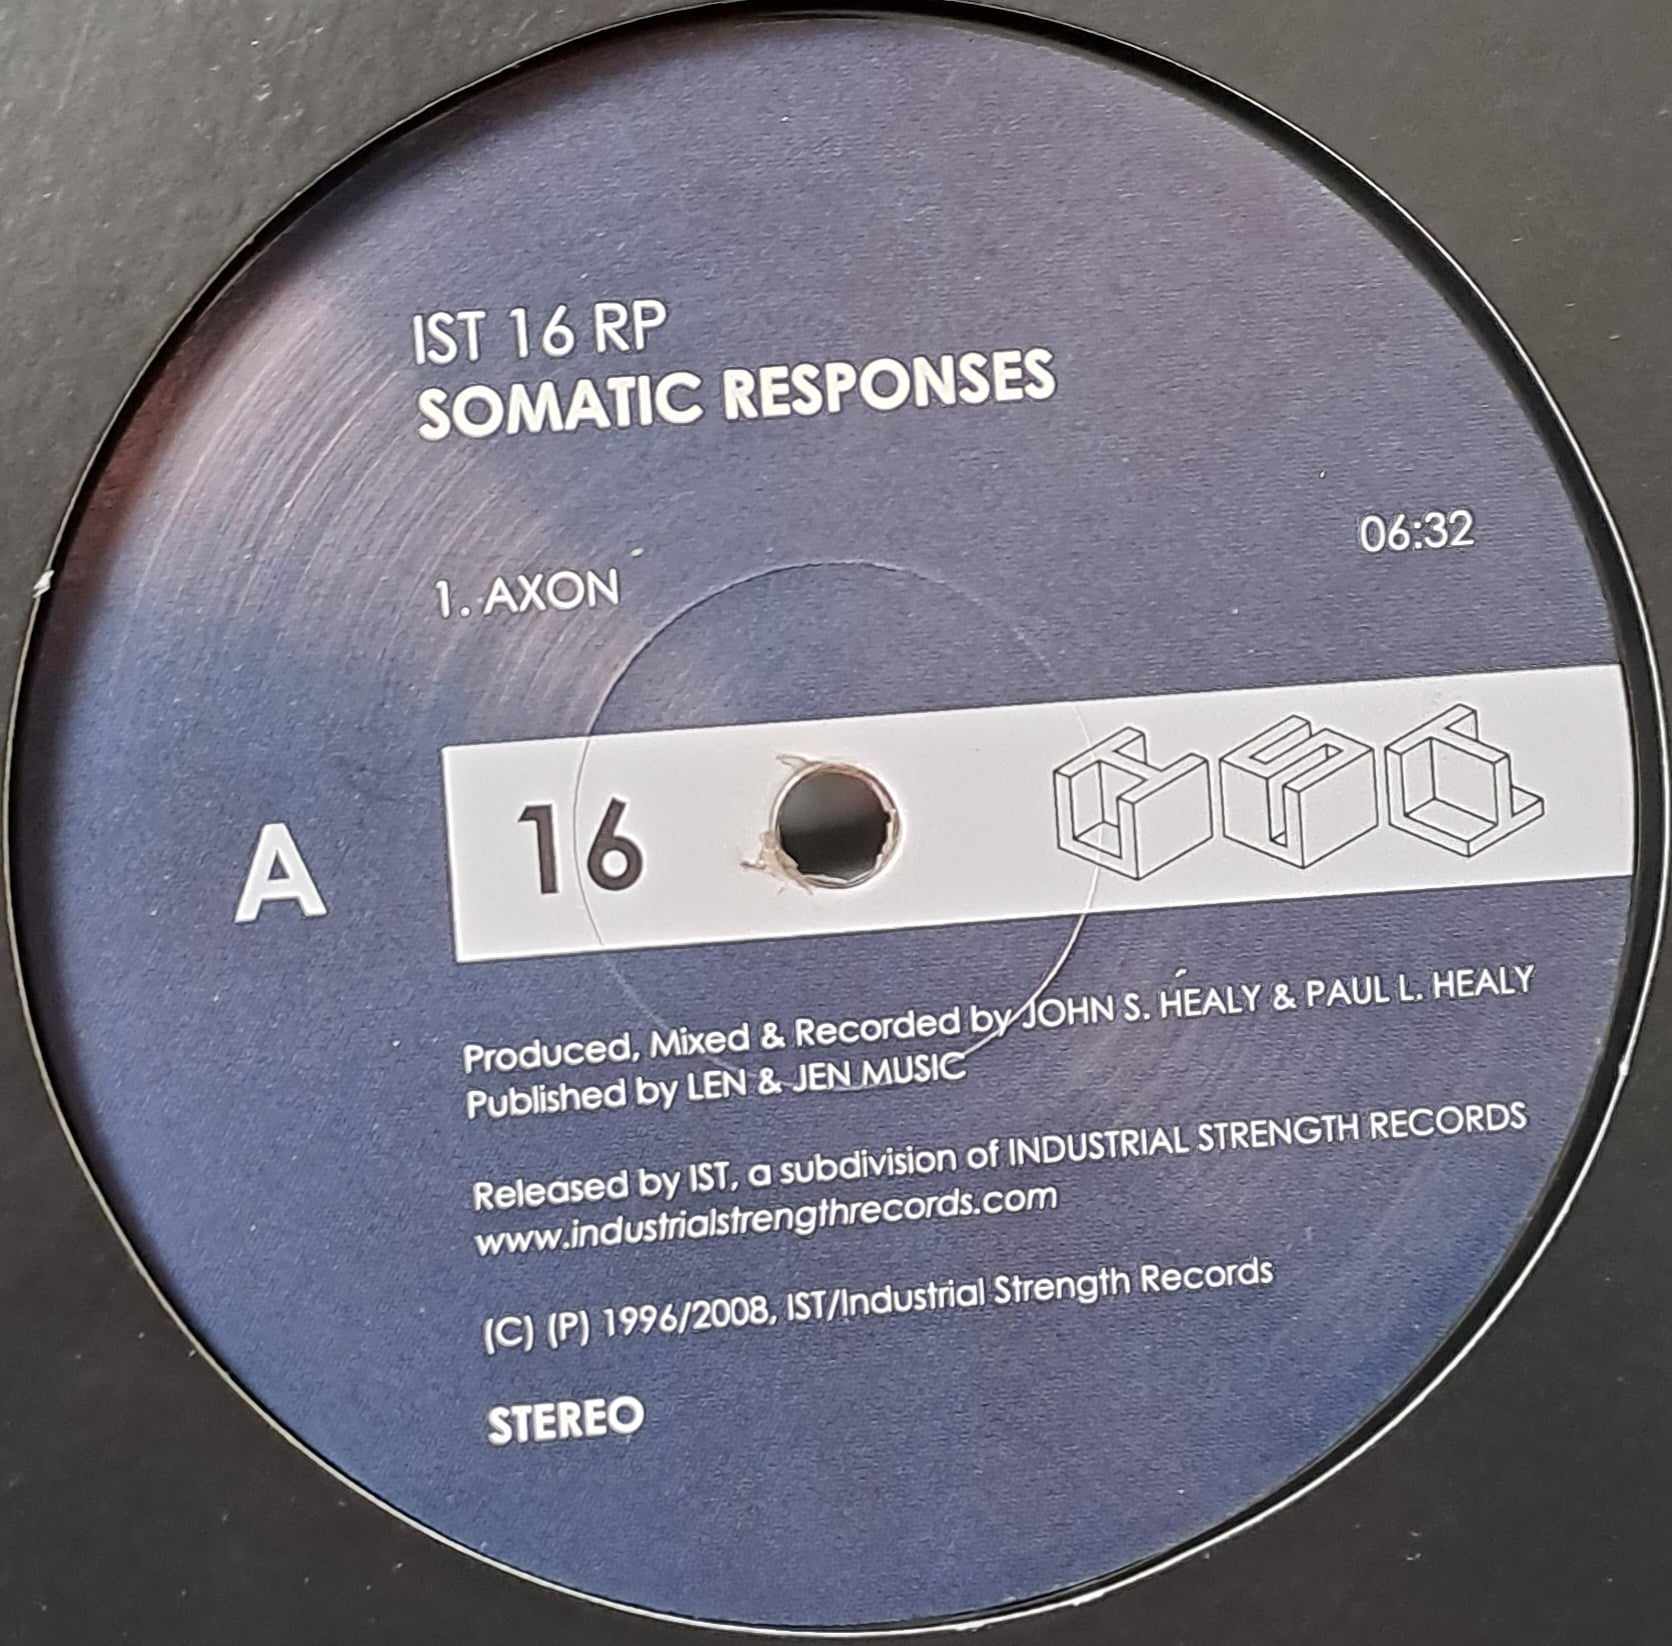 IST 16 RP
SOMATIC RESPONSES
06:32
1. AXON
16
IST
A
Produced, Mixed & Recorded by JOHN S. HEALY & PAUL L. HEALY
Published by LEN & JEN MUSIC
Released by IST, a subdivision of INDUSTRIAL STRENGTH RECORDS
www.industrialstrengthrecords.com
(C) (P) 1996/2008, IST/Industrial Strength Records
STEREO